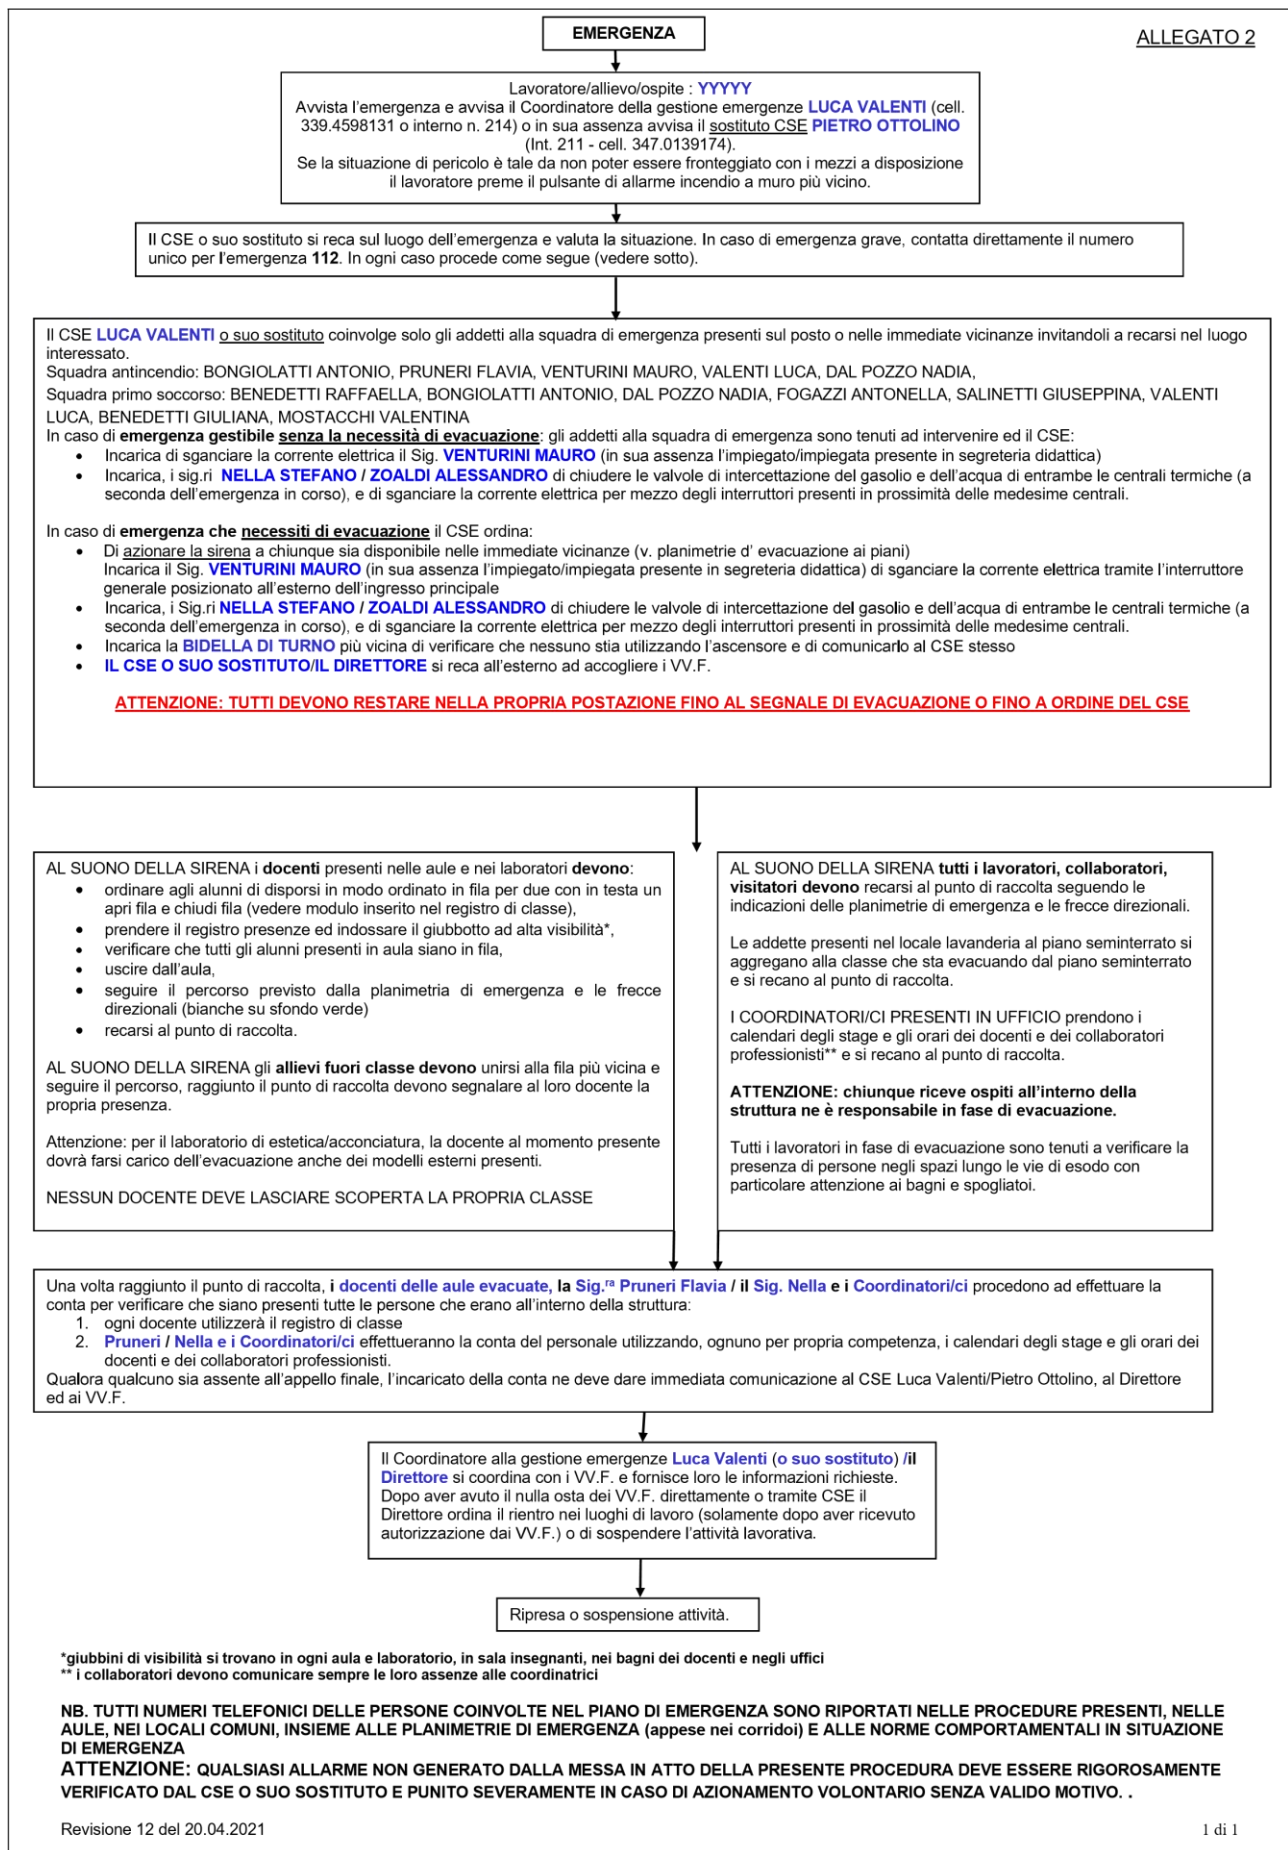 EMERGENZA
ALLEGATO 2
Lavoratore/allievo/ospite : YYYYY
Avvista l'emergenza e avvisa il Coordinatore della gestione emergenze LUCA VALENTI (cell.
339.4598131 o interno n. 214) o in sua assenza avvisa il sostituto CSE PIETRO OTTOLINO
(Int. 211 - cell. 347.0139174).
Se la situazione di pericolo è tale da non poter essere fronteggiato con i mezzi a disposizione
il lavoratore preme il pulsante di allarme incendio a muro più vicino.
Il CSE o suo sostituto si reca sul luogo dell'emergenza e valuta la situazione. In caso di emergenza grave, contatta direttamente il numero
unico per l'emergenza 112. In ogni caso procede come segue (vedere sotto).
Il CSE LUCA VALENTI o suo sostituto coinvolge solo gli addetti alla squadra di emergenza presenti sul posto o nelle immediate vicinanze invitandoli a recarsi nel luogo
interessato.
Squadra antincendio: BONGIOLATTI ANTONIO, PRUNERI FLAVIA, VENTURINI MAURO, VALENTI LUCA, DAL POZZO NADIA,
Squadra primo soccorso: BENEDETTI RAFFAELLA, BONGIOLATTI ANTONIO, DAL POZZO NADIA, FOGAZZI ANTONELLA, SALINETTI GIUSEPPINA, VALENTI
LUCA, BENEDETTI GIULIANA, MOSTACCHI VALENTINA
In caso di emergenza gestibile senza la necessità di evacuazione: gli addetti alla squadra di emergenza sono tenuti ad intervenire ed il CSE:
• Incarica di sganciare la corrente elettrica il Sig. VENTURINI MAURO (in sua assenza l'impiegato/impiegata presente in segreteria didattica)
• Incarica, i sig.ri NELLA STEFANO / ZOALDI ALESSANDRO di chiudere le valvole di intercettazione del gasolio e dell'acqua di entrambe le centrali termiche (a
seconda dell'emergenza in corso), e di sganciare la corrente elettrica per mezzo degli interruttori presenti in prossimità delle medesime centrali.
In caso di emergenza che necessiti di evacuazione il CSE ordina:
• Di azionare la sirena a chiunque sia disponibile nelle immediate vicinanze (v. planimetrie d' evacuazione ai piani)
Incarica il Sig. VENTURINI MAURO (in sua assenza l'impiegato/impiegata presente in segreteria didattica) di sganciare la corrente elettrica tramite l'interruttore
generale posizionato all'esterno dell'ingresso principale
• Incarica, i Sig.ri NELLA STEFANO / ZOALDI ALESSANDRO di chiudere le valvole di intercettazione del gasolio e dell'acqua di entrambe le centrali termiche (a
seconda dell'emergenza in corso), e di sganciare la corrente elettrica per mezzo degli interruttori presenti in prossimità delle medesime centrali.
• Incarica la BIDELLA DI TURNO più vicina di verificare che nessuno stia utilizzando l'ascensore e di comunicarlo al CSE stesso
• IL CSE O SUO SOSTITUTO/IL DIRETTORE si reca all'esterno ad accogliere i VV.F.
ATTENZIONE: TUTTI DEVONO RESTARE NELLA PROPRIA POSTAZIONE FINO AL SEGNALE DI EVACUAZIONE O FINO A ORDINE DEL CSE
AL SUONO DELLA SIRENA i docenti presenti nelle aule e nei laboratori devono:
• ordinare agli alunni di disporsi in modo ordinato in fila per due con in testa un
apri fila e chiudi fila (vedere modulo inserito nel registro di classe),
• prendere il registro presenze ed indossare il giubbotto ad alta visibilità*,
• verificare che tutti gli alunni presenti in aula siano in fila,
• uscire dall'aula,
• seguire il percorso previsto dalla planimetria di emergenza e le frecce
direzionali (bianche su sfondo verde)
• recarsi al punto di raccolta.
AL SUONO DELLA SIRENA gli allievi fuori classe devono unirsi alla fila più vicina e
seguire il percorso, raggiunto il punto di raccolta devono segnalare al loro docente la
propria presenza.
Attenzione: per il laboratorio di estetica/acconciatura, la docente al momento presente
dovrà farsi carico dell'evacuazione anche dei modelli esterni presenti.
NESSUN DOCENTE DEVE LASCIARE SCOPERTA LA PROPRIA CLASSE
AL SUONO DELLA SIRENA tutti i lavoratori, collaboratori,
visitatori devono recarsi al punto di raccolta seguendo le
indicazioni delle planimetrie di emergenza e le frecce direzionali.
Le addette presenti nel locale lavanderia al piano seminterrato si
aggregano alla classe che sta evacuando dal piano seminterrato
e si recano al punto di raccolta.
I COORDINATORI/CI PRESENTI IN UFFICIO prendono i
calendari degli stage e gli orari dei docenti e dei collaboratori
professionisti** e si recano al punto di raccolta.
ATTENZIONE: chiunque riceve ospiti all'interno della
struttura ne è responsabile in fase di evacuazione.
Tutti i lavoratori in fase di evacuazione sono tenuti a verificare la
presenza di persone negli spazi lungo le vie di esodo con
particolare attenzione ai bagni e spogliatoi.
Una volta raggiunto il punto di raccolta, i docenti delle aule evacuate, la Sig.ra Pruneri Flavia / il Sig. Nella e i Coordinatori/ci procedono ad effettuare la
conta per verificare che siano presenti tutte le persone che erano all'interno della struttura:
1. ogni docente utilizzerà il registro di classe
2. Pruneri / Nella e i Coordinatori/ci effettueranno la conta del personale utilizzando, ognuno per propria competenza, i calendari degli stage e gli orari dei
docenti e dei collaboratori professionisti.
Qualora qualcuno sia assente all'appello finale, l'incaricato della conta ne deve dare immediata comunicazione al CSE Luca Valenti/Pietro Ottolino, al Direttore
ed ai VV.F.
Il Coordinatore alla gestione emergenze Luca Valenti (o suo sostituto) /il
Direttore si coordina con i VV.F. e fornisce loro le informazioni richieste.
Dopo aver avuto il nulla osta dei VV.F. direttamente o tramite CSE il
Direttore ordina il rientro nei luoghi di lavoro (solamente dopo aver ricevuto
autorizzazione dai VV.F.) o di sospendere l'attività lavorativa.
Ripresa o sospensione attività.
*giubbini di visibilità si trovano in ogni aula e laboratorio, in sala insegnanti, nei bagni dei docenti e negli uffici
** i collaboratori devono comunicare sempre le loro assenze alle coordinatrici
NB. TUTTI NUMERI TELEFONICI DELLE PERSONE COINVOLTE NEL PIANO DI EMERGENZA SONO RIPORTATI NELLE PROCEDURE PRESENTI, NELLE
AULE, NEI LOCALI COMUNI, INSIEME ALLE PLANIMETRIE DI EMERGENZA (appese nei corridoi) E ALLE NORME COMPORTAMENTALI IN SITUAZIONE
DI EMERGENZA
ATTENZIONE: QUALSIASI ALLARME NON GENERATO DALLA MESSA IN ATTO DELLA PRESENTE PROCEDURA DEVE ESSERE RIGOROSAMENTE
VERIFICATO DAL CSE O SUO SOSTITUTO E PUNITO SEVERAMENTE IN CASO DI AZIONAMENTO VOLONTARIO SENZA VALIDO MOTIVO. .
Revisione 12 del 20.04.2021
1 di 1